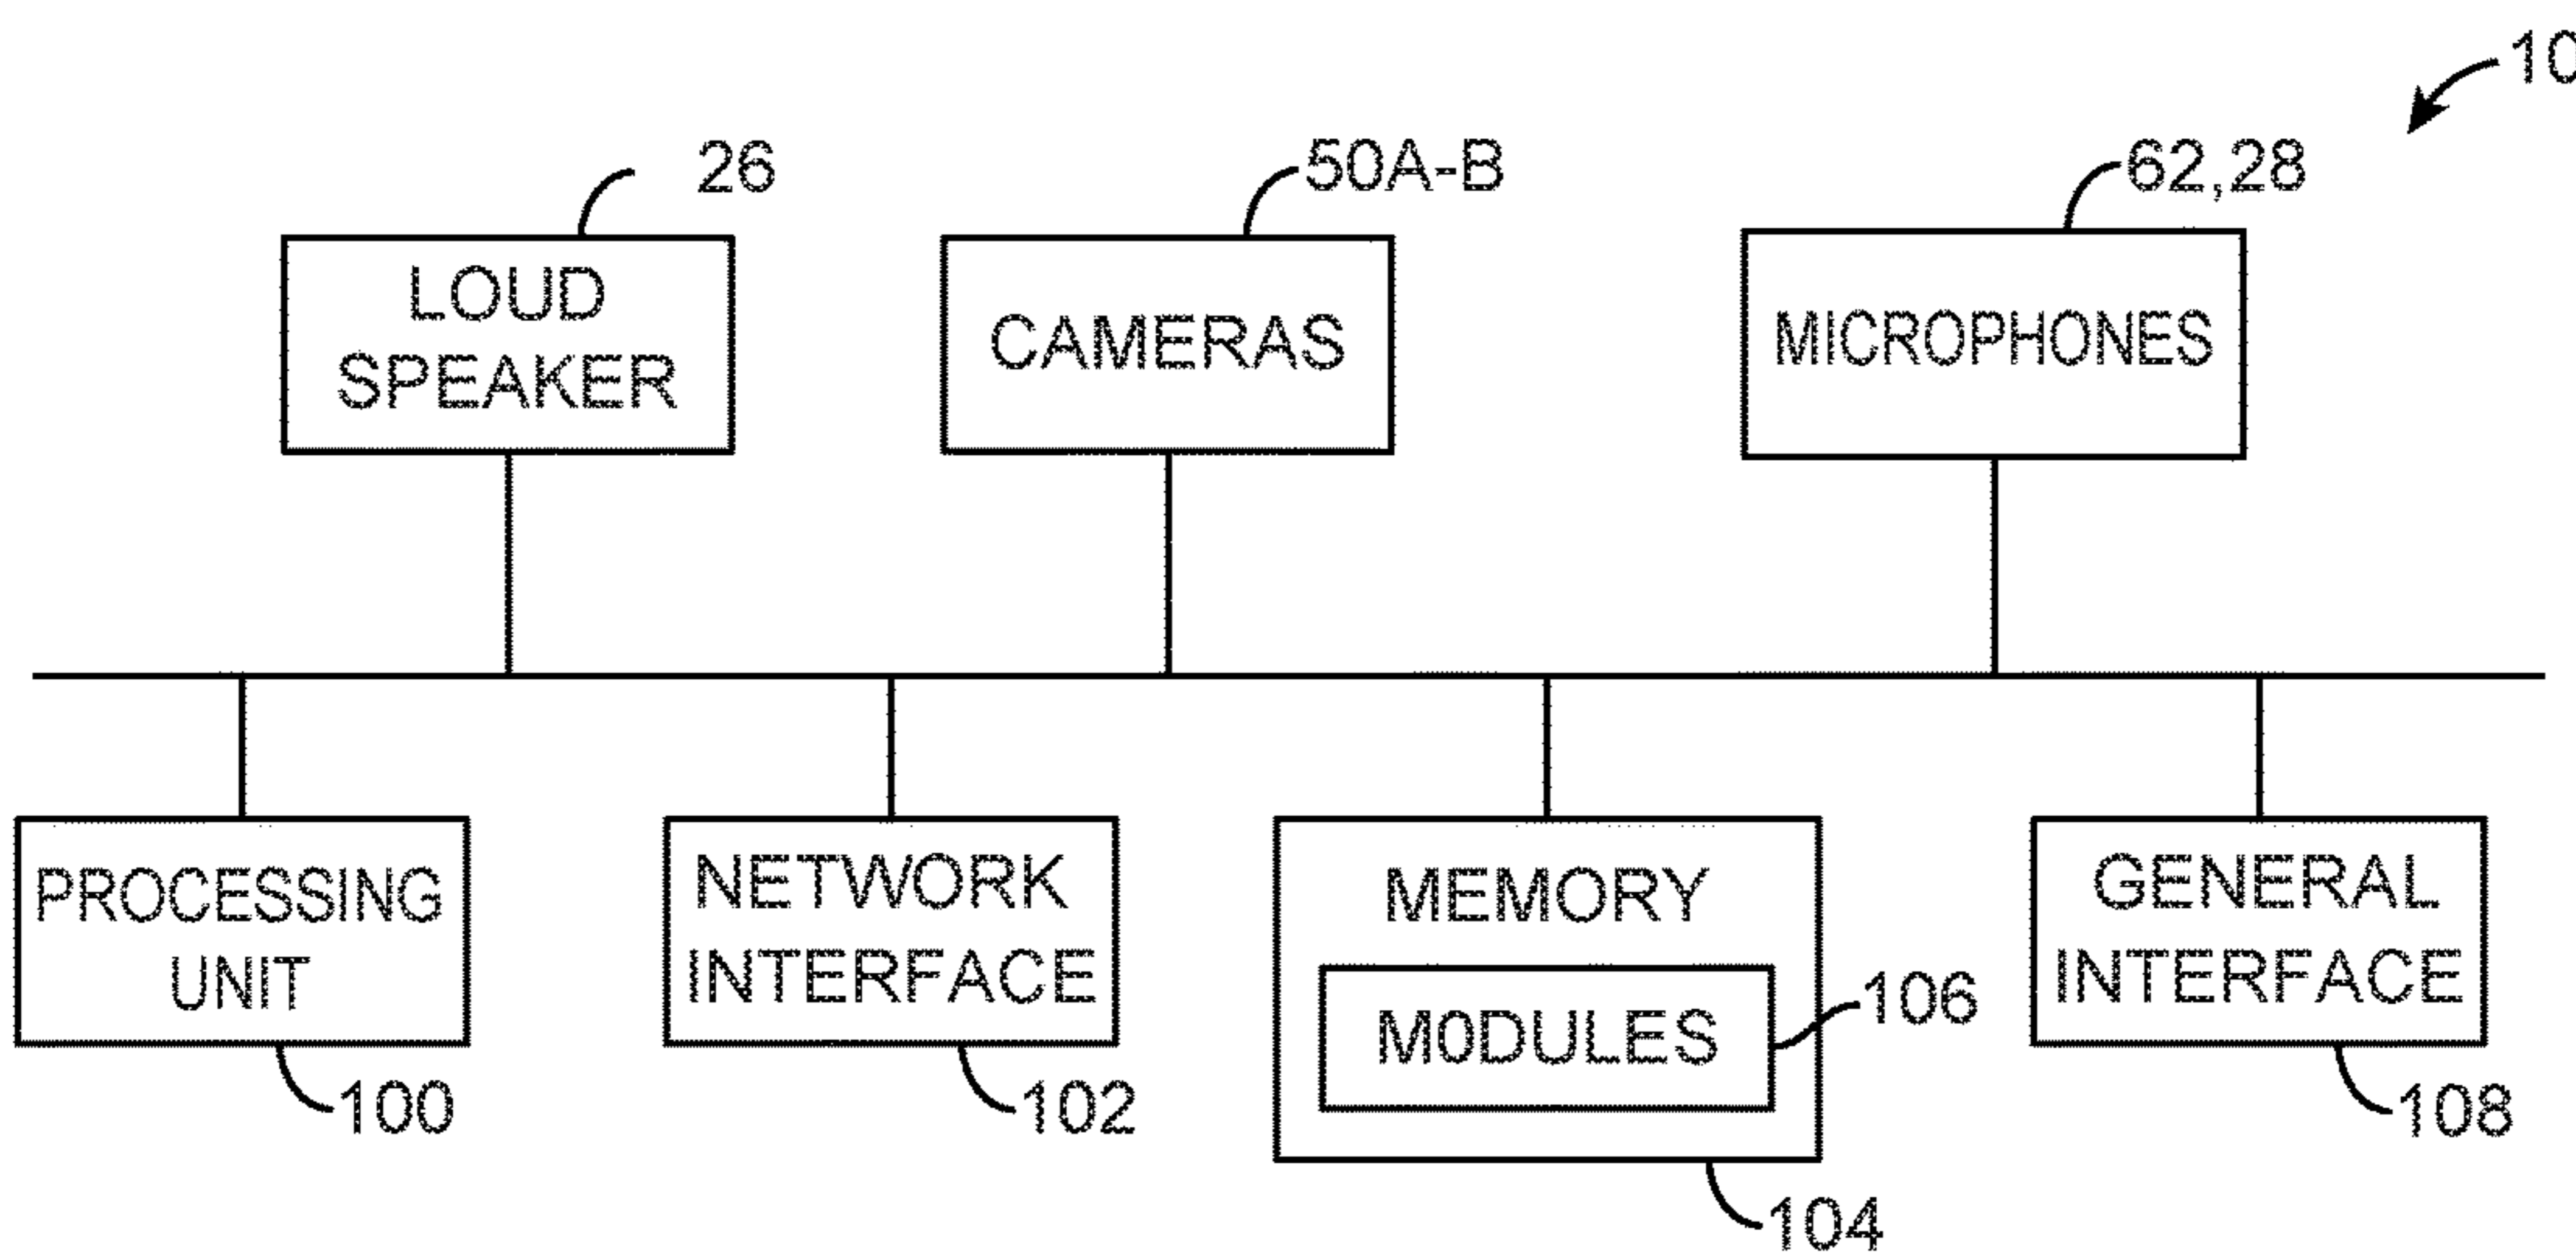 10
26
50A-B
62,28
LOUD
SPEAKER
CAMERAS
MICROPHONES
PROCESSING
UNIT
NETWORK
INTERFACE
MEMORY
MODULES
GENERAL
INTERFACE
106
100
102
108
104